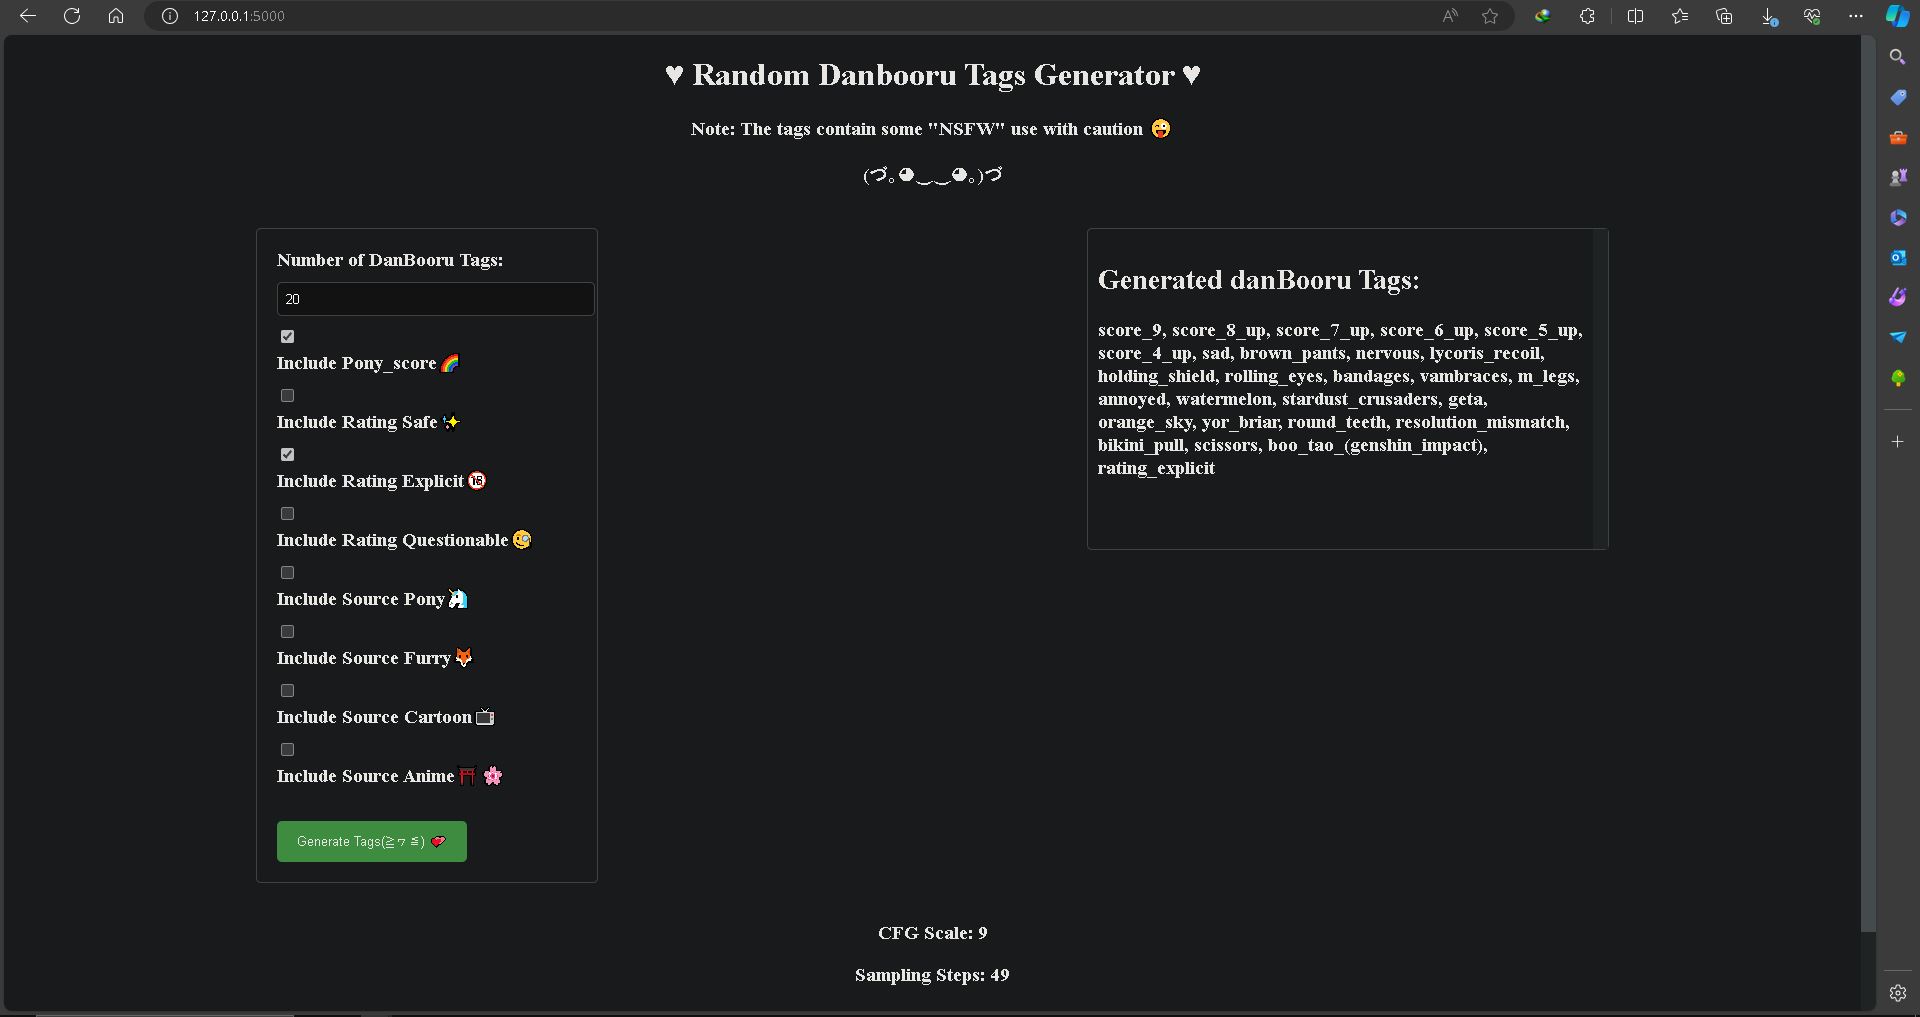 127.0.0.1:5000
♥ Random Danbooru Tags Generator ♥
Note: The tags contain some "NSFW" use with caution 😜
(づ｡◕‿‿◕｡)づ
Number of DanBooru Tags:
20
Include Pony_score 🌈
Include Rating Safe ✨
Include Rating Explicit 🔞
Include Rating Questionable 🧐
Include Source Pony 🦄
Include Source Furry 🦊
Include Source Cartoon 📺
Include Source Anime ⛩️ 🌸
Generate Tags(≧▽≦) 💕
Generated danBooru Tags:
score_9, score_8_up, score_7_up, score_6_up, score_5_up,
score_4_up, sad, brown_pants, nervous, lycoris_recoil,
holding_shield, rolling_eyes, bandages, vambraces, m_legs,
annoyed, watermelon, stardust_crusaders, geta,
orange_sky, yor_briar, round_teeth, resolution_mismatch,
bikini_pull, scissors, boo_tao_(genshin_impact),
rating_explicit
CFG Scale: 9
Sampling Steps: 49